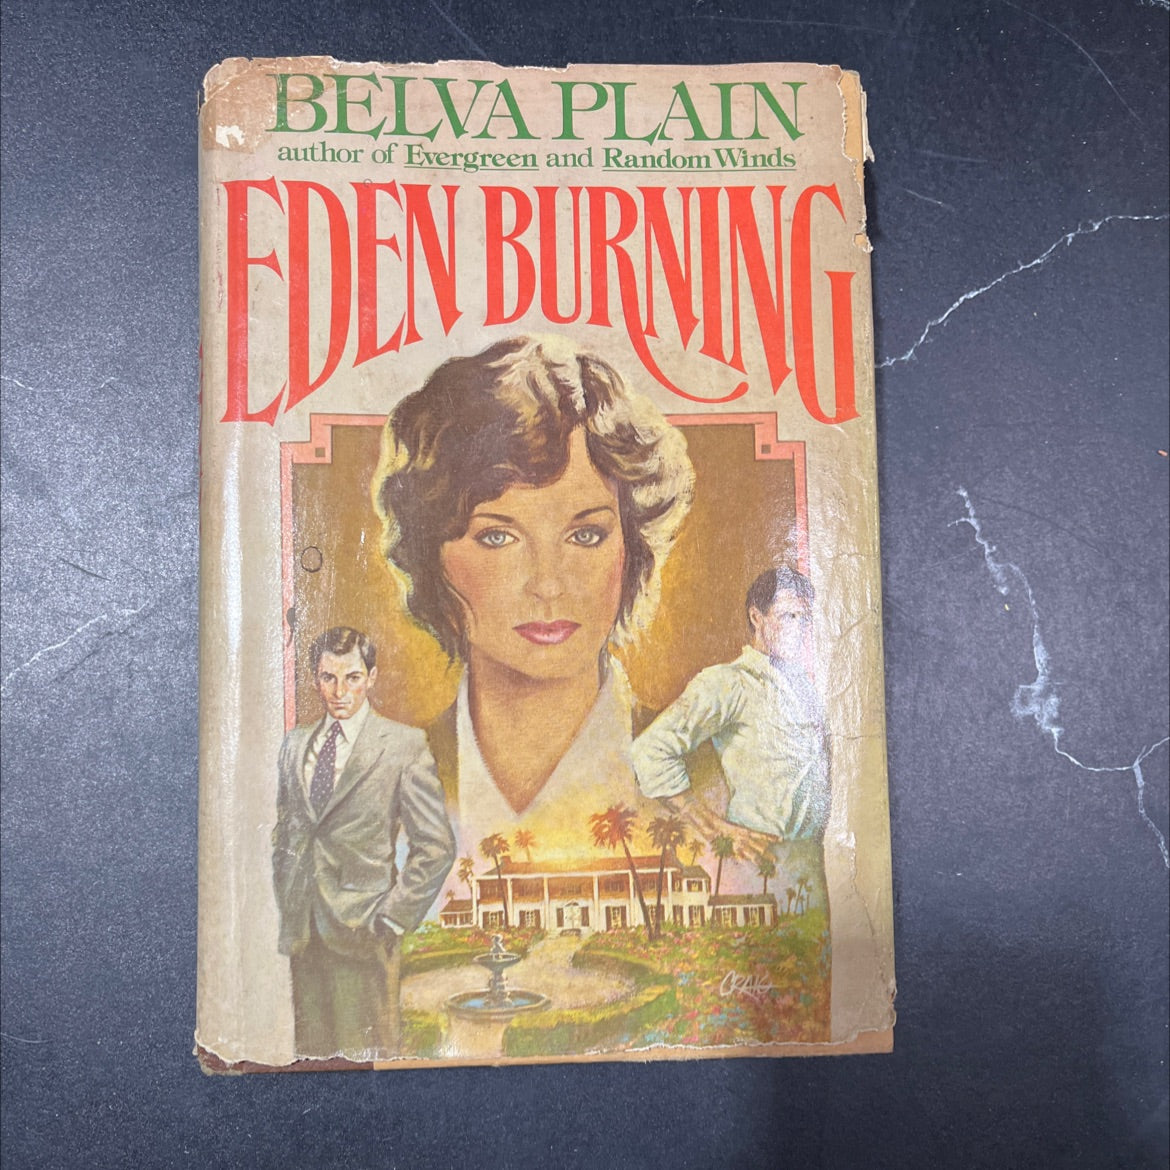 BELVA PLAIN
author of Evergreen and Random Winds
EDEN BURNING
CRAIG